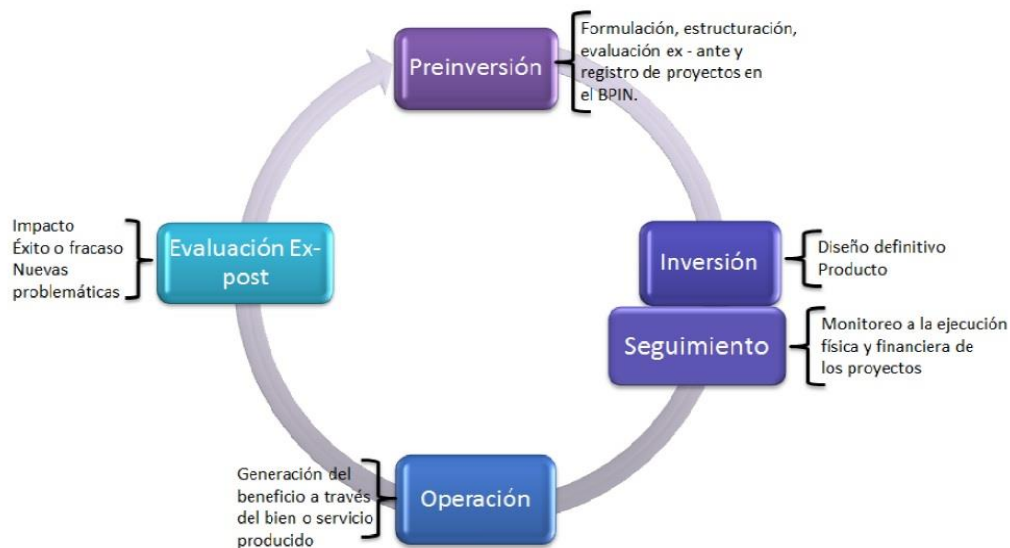 Preinversión
Formulación, estructuración,
evaluación ex - ante y
registro de proyectos en
el BPIN.
Inversión
Diseño definitivo
Producto
Seguimiento
Monitoreo a la ejecución
física y financiera de
los proyectos
Operación
Generación del
beneficio a través
del bien o servicio
producido
Evaluación Ex-
post
Impacto
Éxito o fracaso
Nuevas
problemáticas